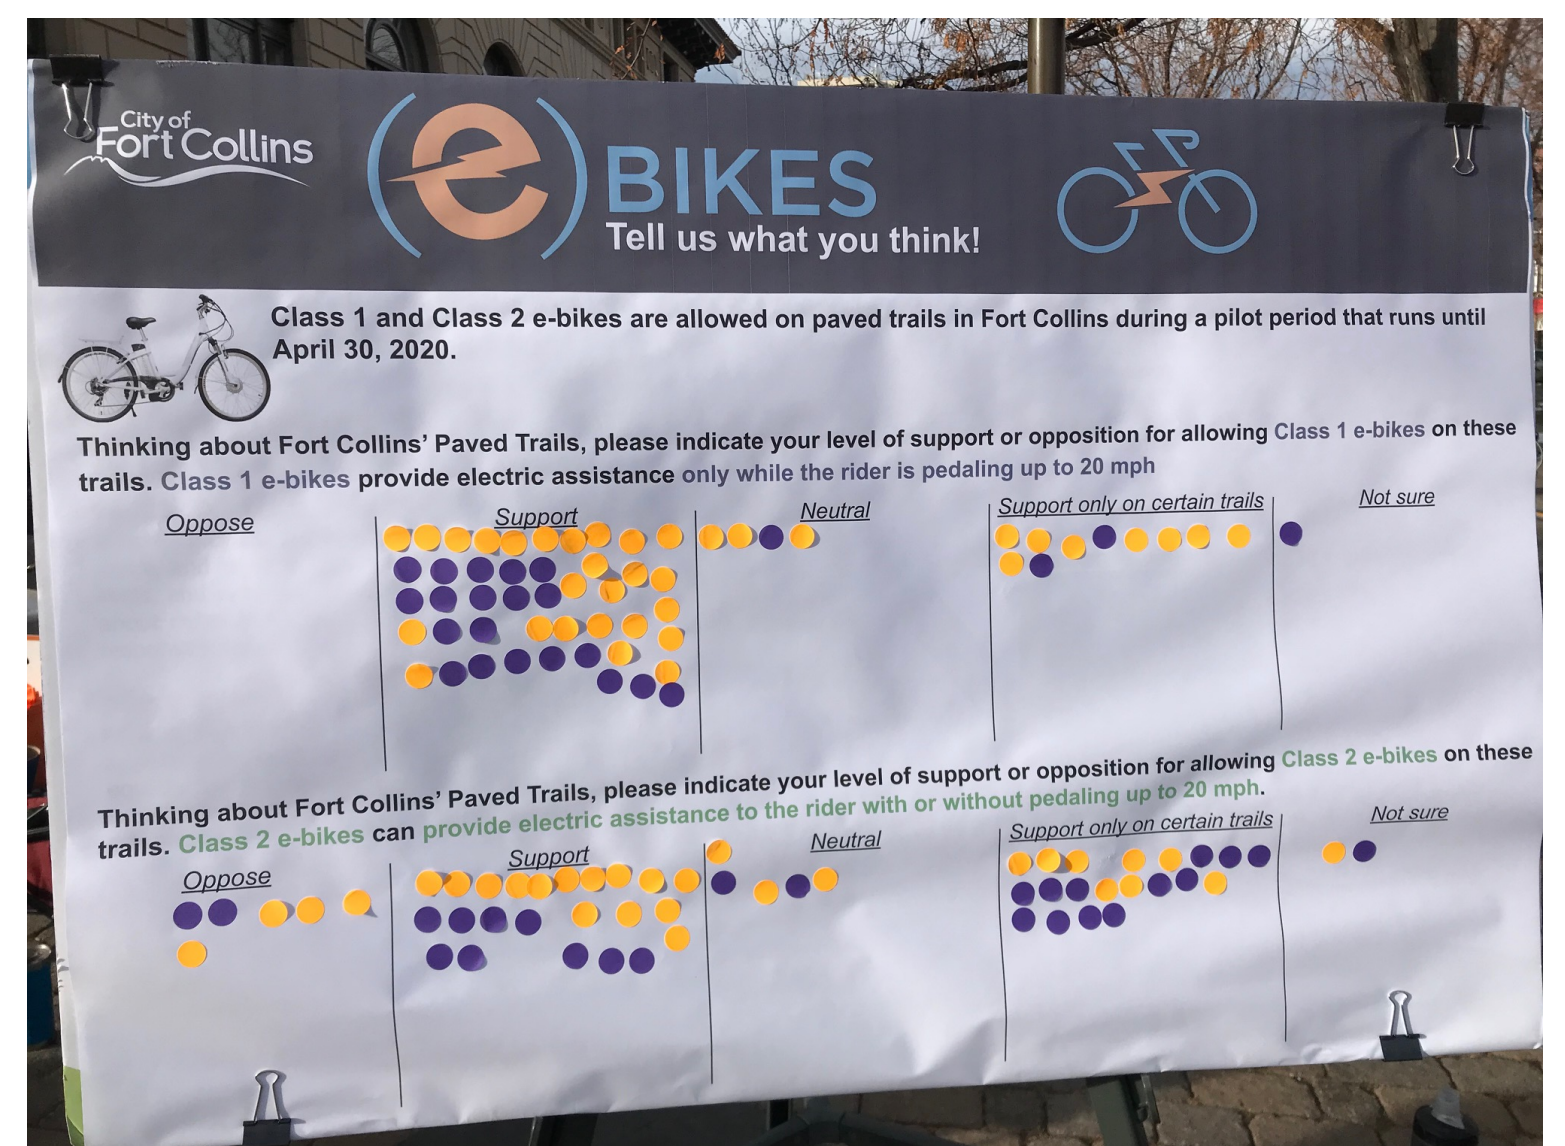 City of
Fort Collins
(e) BIKES
Tell us what you think!
Class 1 and Class 2 e-bikes are allowed on paved trails in Fort Collins during a pilot period that runs until
April 30, 2020.
Thinking about Fort Collins' Paved Trails, please indicate your level of support or opposition for allowing Class 1 e-bikes on these
trails. Class 1 e-bikes provide electric assistance only while the rider is pedaling up to 20 mph
Oppose Support Neutral Support only on certain trails Not sure
Thinking about Fort Collins' Paved Trails, please indicate your level of support or opposition for allowing Class 2 e-bikes on these
trails. Class 2 e-bikes can provide electric assistance to the rider with or without pedaling up to 20 mph.
Oppose Support Neutral Support only on certain trails Not sure